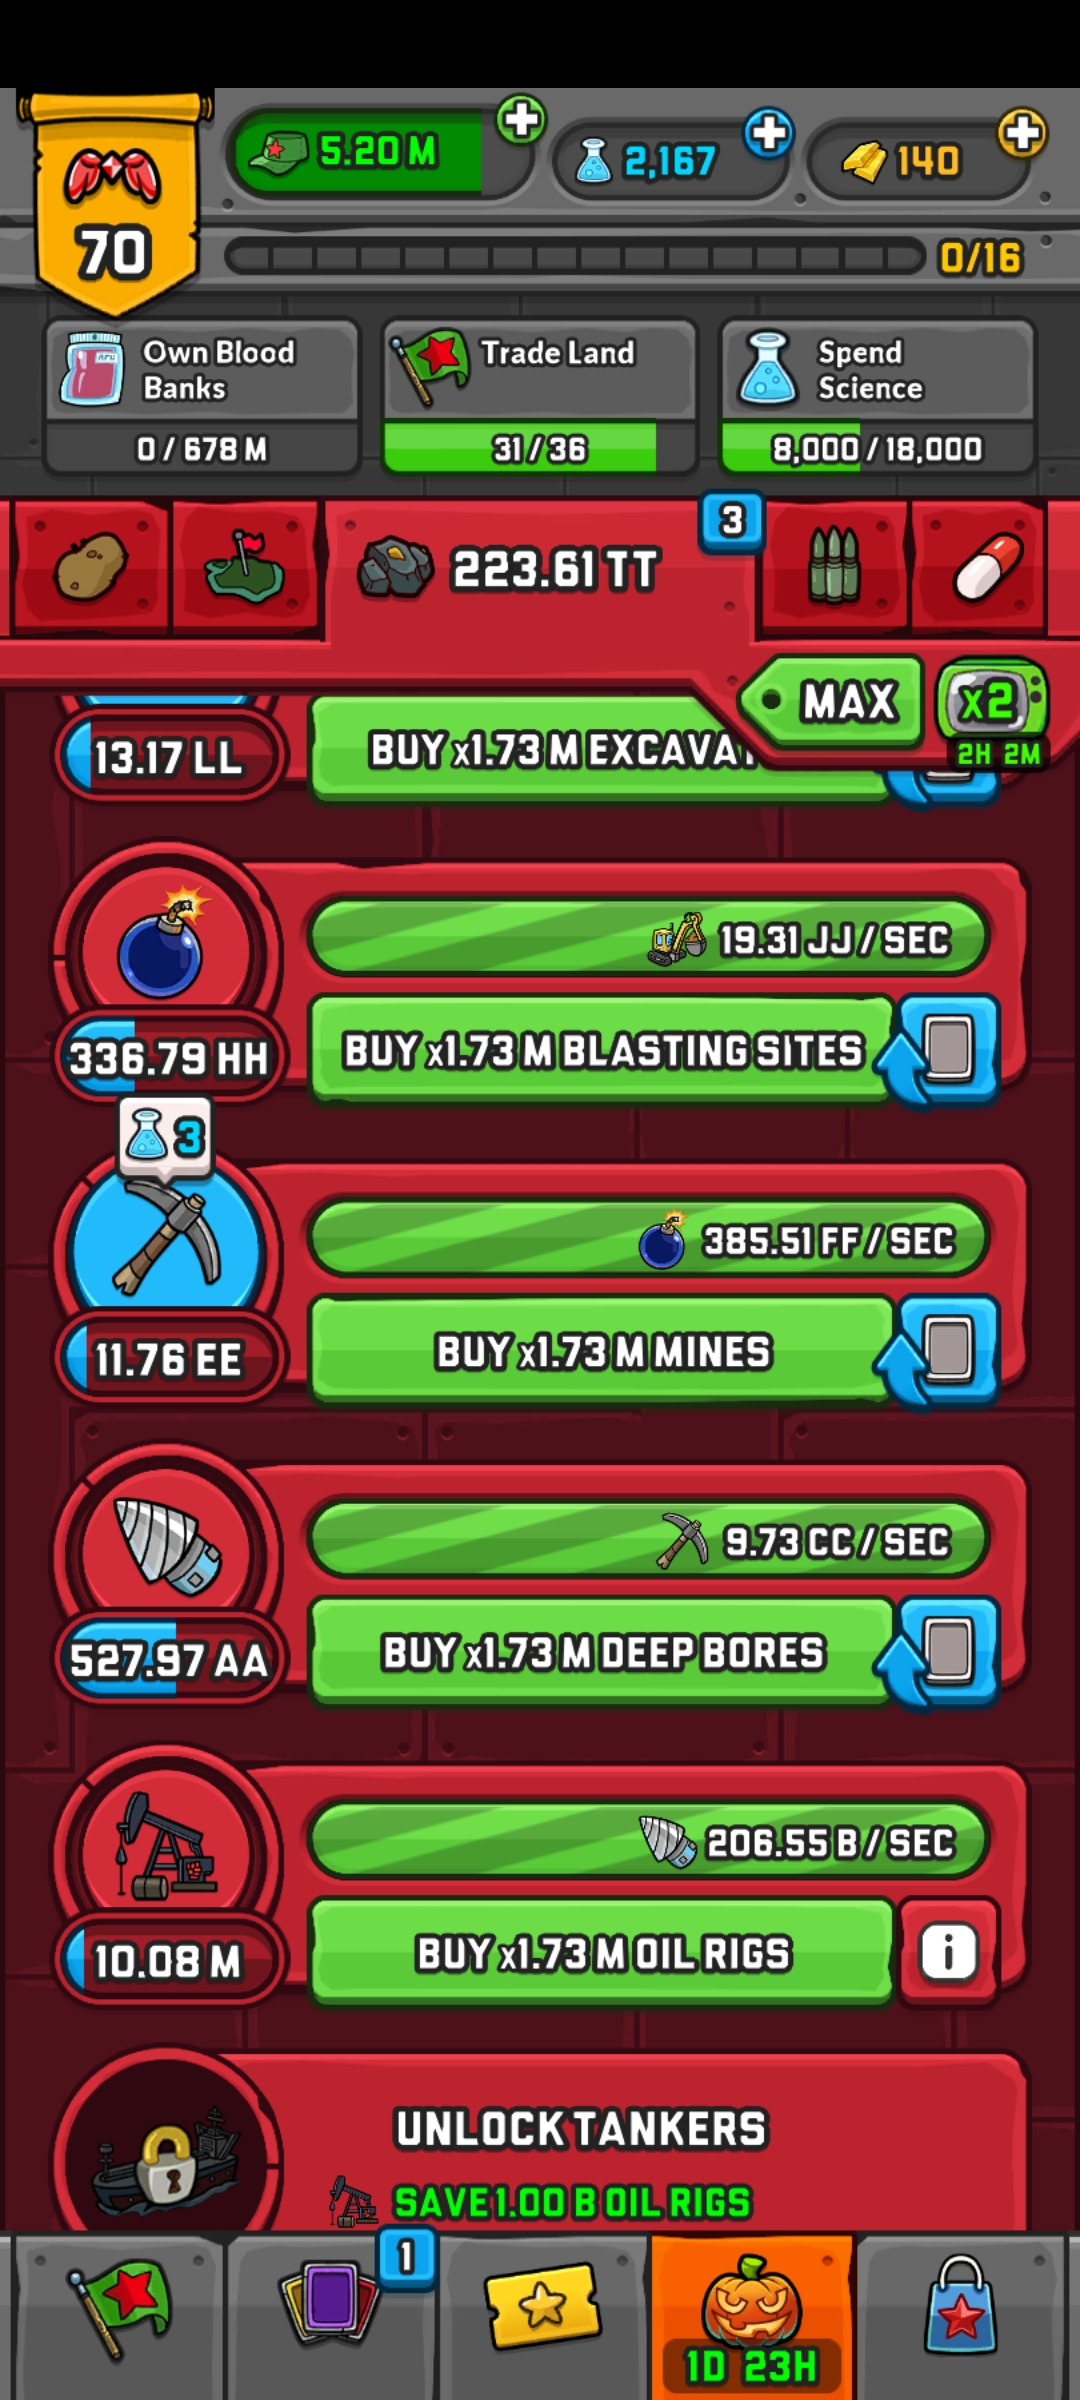 70
5.20 M
2,167
140
0/16
Own Blood
Banks
0 / 678 M
Trade Land
31 / 36
Spend
Science
8,000 / 18,000
223.61 TT
3
MAX
x2
2H 2M
13.17 LL
BUY x1.73 M EXCAVA
19.31 JJ / SEC
336.79 HH
BUY x1.73 M BLASTING SITES
3
385.51 FF / SEC
11.76 EE
BUY x1.73 M MINES
9.73 CC / SEC
527.97 AA
BUY x1.73 M DEEP BORES
206.55 B / SEC
10.08 M
BUY x1.73 M OIL RIGS
i
UNLOCK TANKERS
SAVE 1.00 B OIL RIGS
1
1D 23H